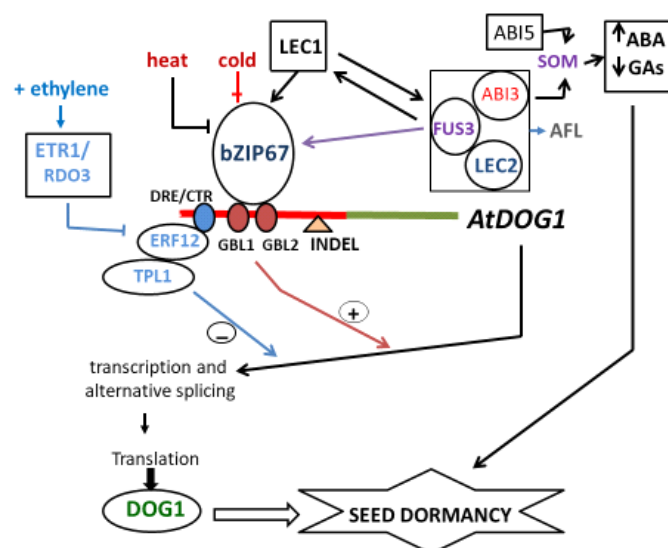 ABI5
ABA
GAs
SOM
LEC1
heat
cold
+ ethylene
ABI3
FUS3
LEC2
AFL
bZIP67
ETR1/
RDO3
DRE/CTR
ERF12
GBL1
GBL2
INDEL
AtDOG1
TPL1
−
+
transcription and
alternative splicing
Translation
DOG1
SEED DORMANCY